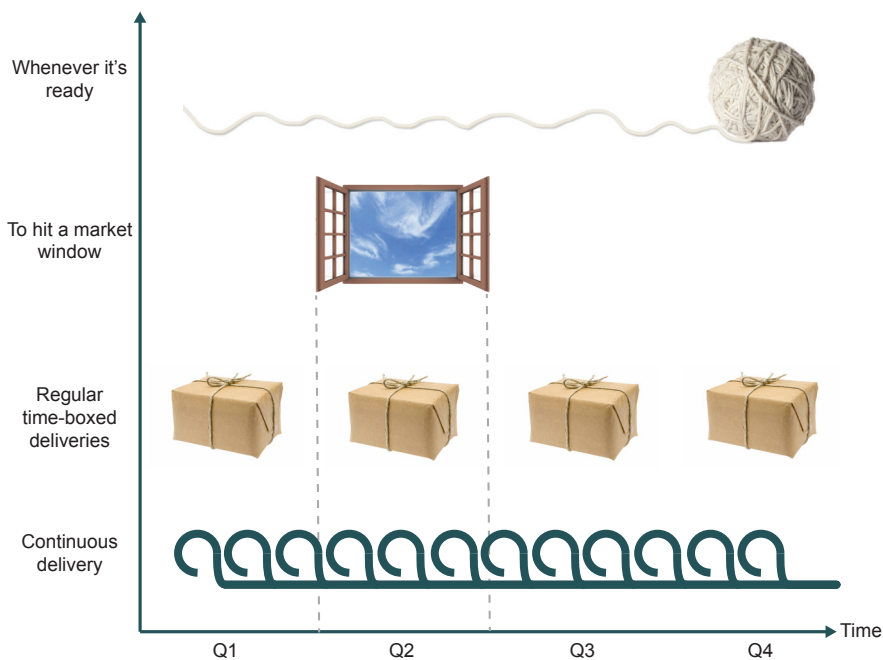 Whenever it's
ready
To hit a market
window
Regular
time-boxed
deliveries
Continuous
delivery
Time
Q1
Q2
Q3
Q4